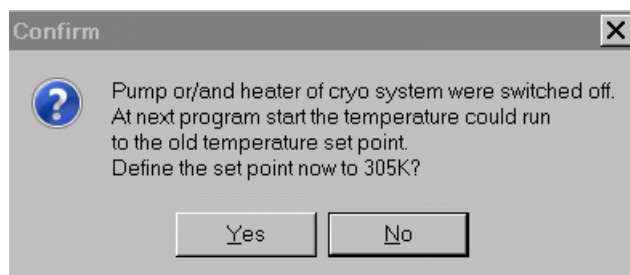 Confirm
Pump or/and heater of cryo system were switched off.
At next program start the temperature could run
to the old temperature set point.
Define the set point now to 305K?
Yes
No